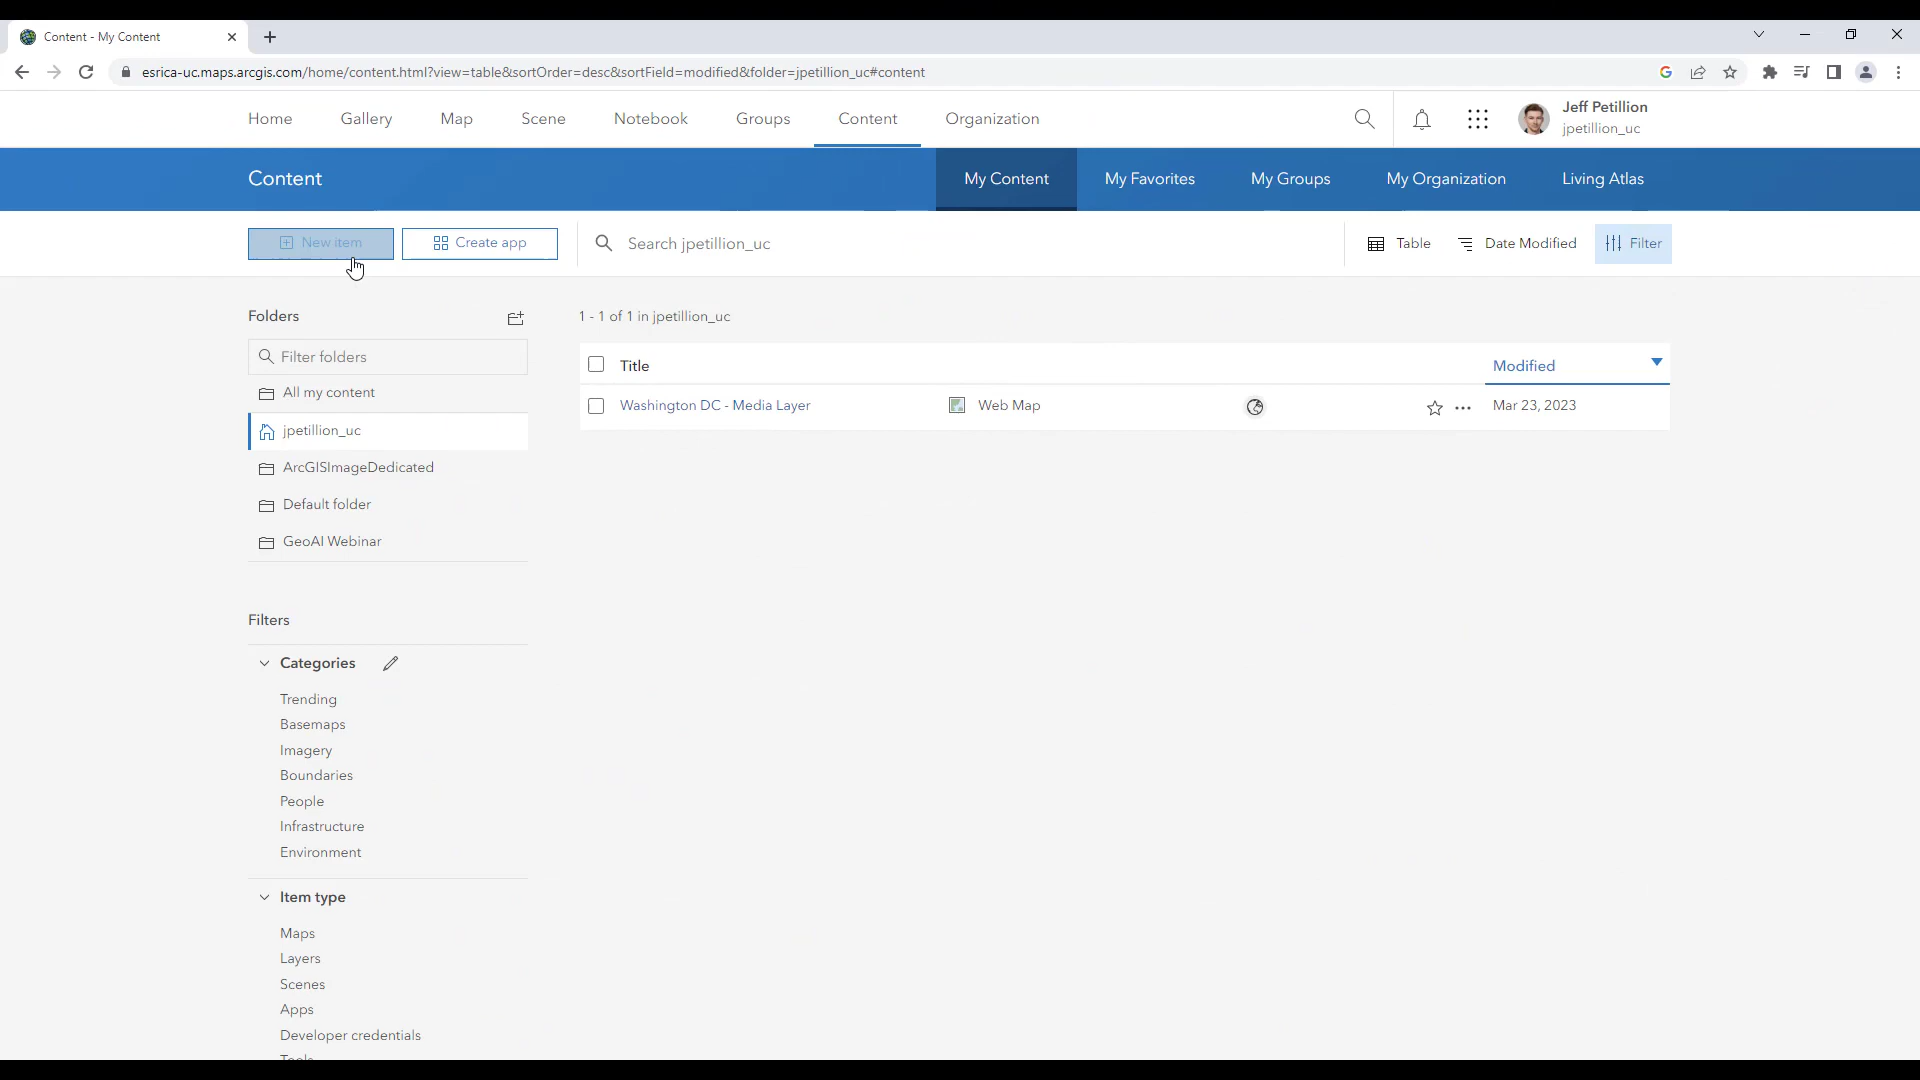 Content - My Content
esrica-uc.maps.arcgis.com/home/content.html?view=table&sortOrder=desc&sortField=modified&folder=jpetillion_uc#content
Home Gallery Map Scene Notebook Groups Content Organization
Jeff Petillion
jpetillion_uc
Content My Content My Favorites My Groups My Organization Living Atlas
New item Create app Search jpetillion_uc Table Date Modified Filter
Folders
1 - 1 of 1 in jpetillion_uc
Filter folders
Title Modified
All my content
Washington DC - Media Layer Web Map Mar 23, 2023
jpetillion_uc
ArcGISImageDedicated
Default folder
GeoAI Webinar
Filters
Categories
Trending
Basemaps
Imagery
Boundaries
People
Infrastructure
Environment
Item type
Maps
Layers
Scenes
Apps
Developer credentials
Tools